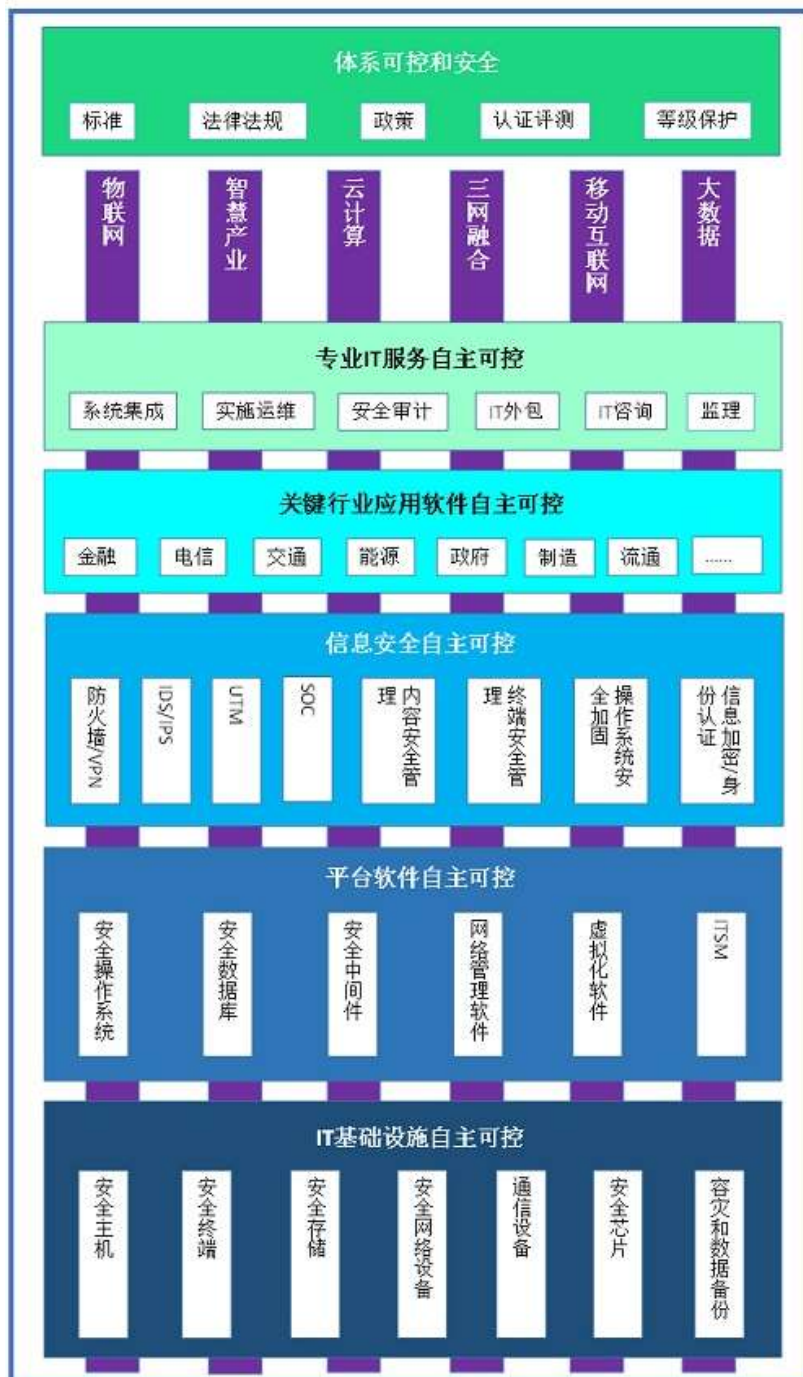 体系可控和安全
标准 法律法规 政策 认证评测 等级保护
物联网
智慧产业
云计算
三网融合
移动互联网
大数据
专业IT服务自主可控
系统集成 实施运维 安全审计 IT外包 IT咨询 监理
关键行业应用软件自主可控
金融 电信 交通 能源 政府 制造 流通 ……
信息安全自主可控
防火墙/VPN
IDS/IPS
UTM
SOC
内容安全管
理
终端安全管
理
操作系统安
全加固
信息加密/身
份认证
平台软件自主可控
安全操作系统
安全数据库
安全中间件
网络管理软件
虚拟化软件
ITSM
IT基础设施自主可控
安全主机
安全终端
安全存储
安全网络设备
通信设备
安全芯片
容灾和数据备份